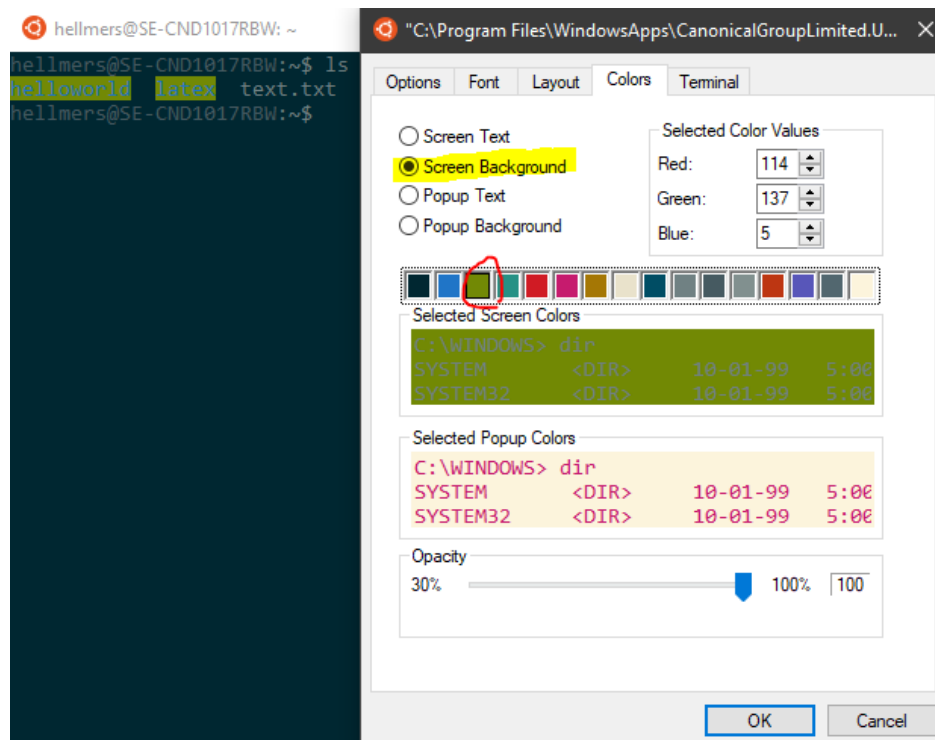 hellmers@SE-CND1017RBW: ~
hellmers@SE-CND1017RBW:~$ ls
helloworld latex text.txt
hellmers@SE-CND1017RBW:~$
"C:\Program Files\WindowsApps\CanonicalGroupLimited.U...
Options Font Layout Colors Terminal
Screen Text
Screen Background
Popup Text
Popup Background
Selected Color Values
Red: 114
Green: 137
Blue: 5
Selected Screen Colors
C:\WINDOWS> dir
SYSTEM <DIR> 10-01-99 5:00
SYSTEM32 <DIR> 10-01-99 5:00
Selected Popup Colors
C:\WINDOWS> dir
SYSTEM <DIR> 10-01-99 5:00
SYSTEM32 <DIR> 10-01-99 5:00
Opacity
30% 100% 100
OK Cancel